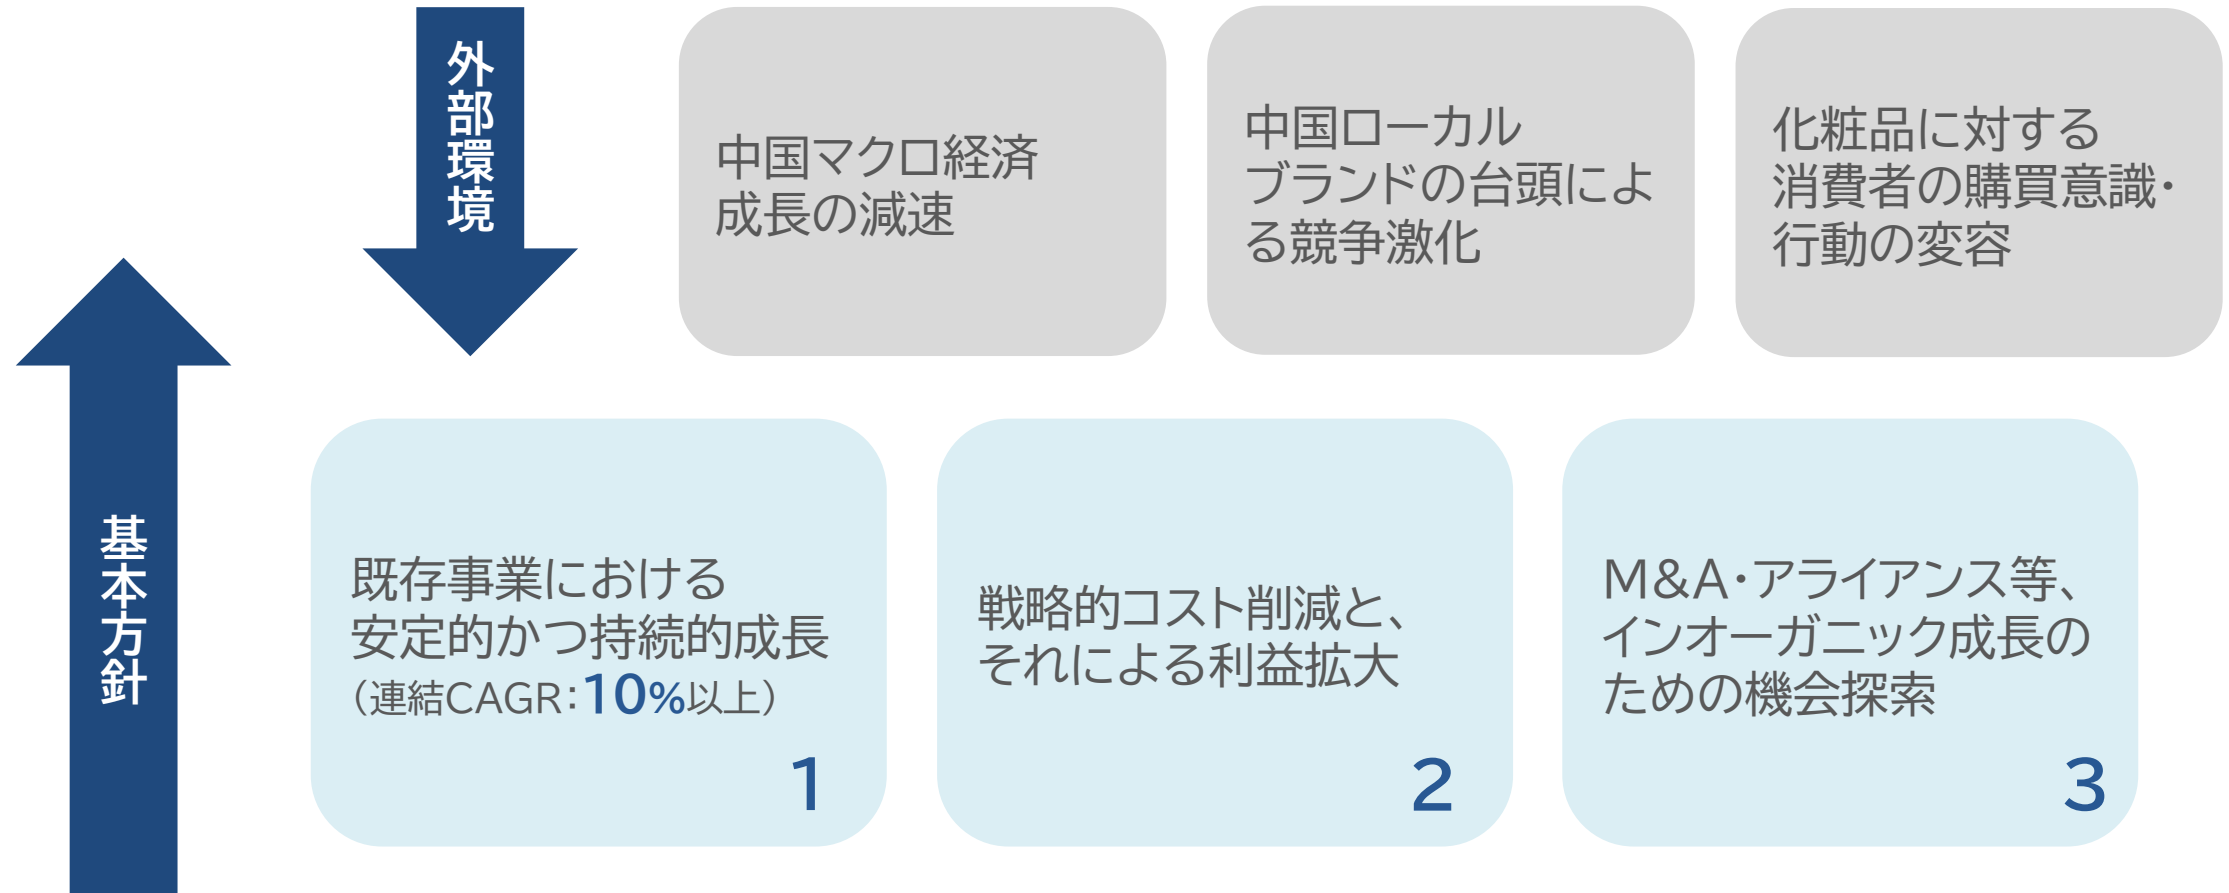 外部環境
中国マクロ経済
成長の減速
中国ローカル
ブランドの台頭によ
る競争激化
化粧品に対する
消費者の購買意識・
行動の変容
基本方針
既存事業における
安定的かつ持続的成長
（連結CAGR：10%以上）
1
戦略的コスト削減と、
それによる利益拡大
2
M&A・アライアンス等、
インオーガニック成長の
ための機会探索
3